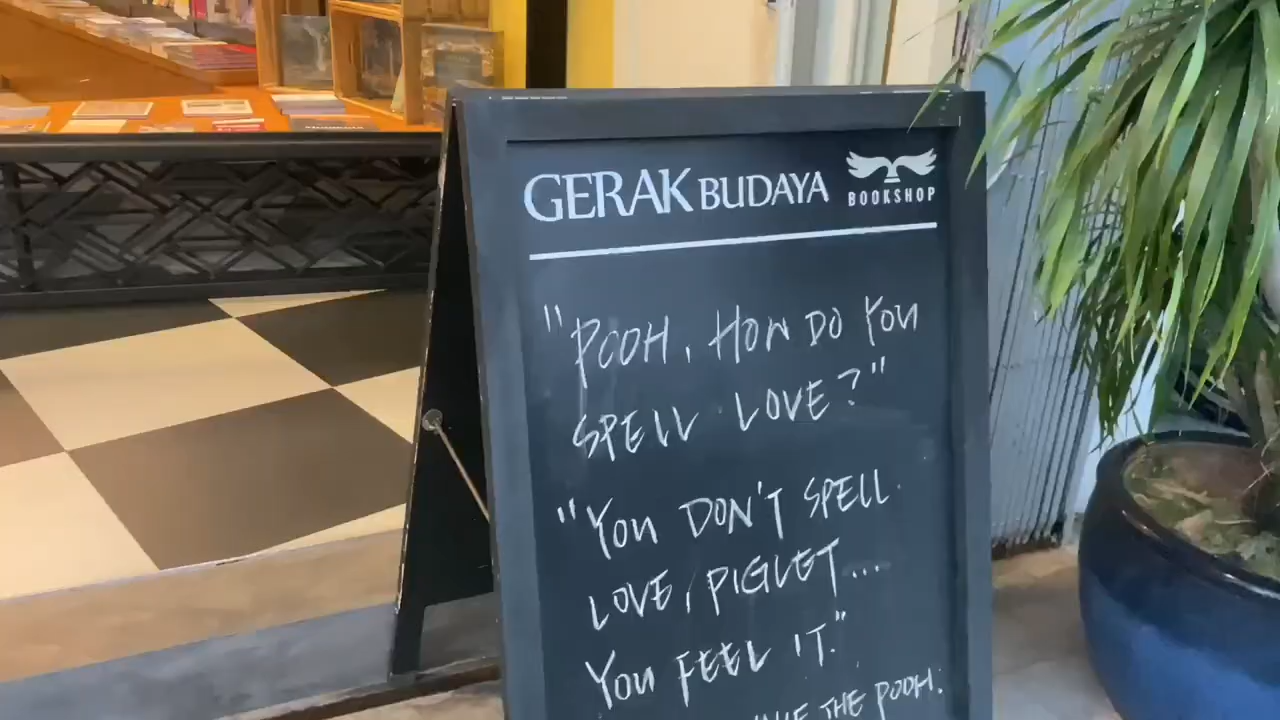 GERAK BUDAYA
BOOKSHOP
"POOH, HOW DO YOU
SPELL LOVE?"
"YOU DON'T SPELL
LOVE, PIGLET...
YOU FEEL IT."
THE POOH.